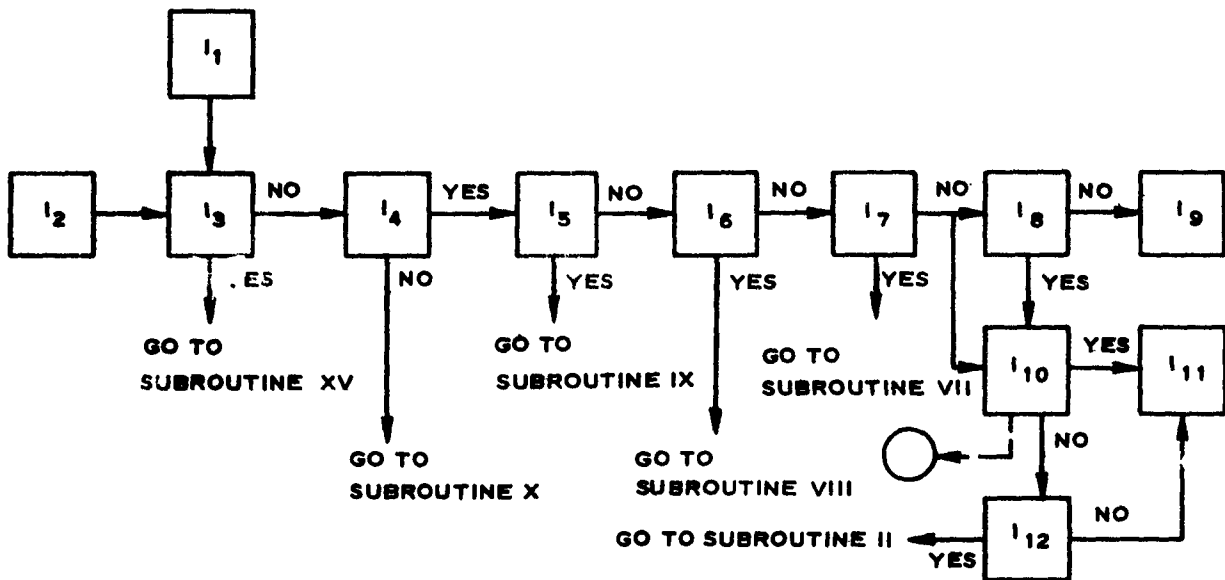 I1
I2
I3
NO
I4
YES
I5
NO
I6
NO
I7
NO
I8
NO
I9
.ES
NO
YES
YES
YES
YES
GO TO
SUBROUTINE XV
GO TO
SUBROUTINE IX
GO TO
SUBROUTINE VII
I10
YES
I11
NO
GO TO
SUBROUTINE X
GO TO
SUBROUTINE VIII
GO TO SUBROUTINE II
YES
I12
NO